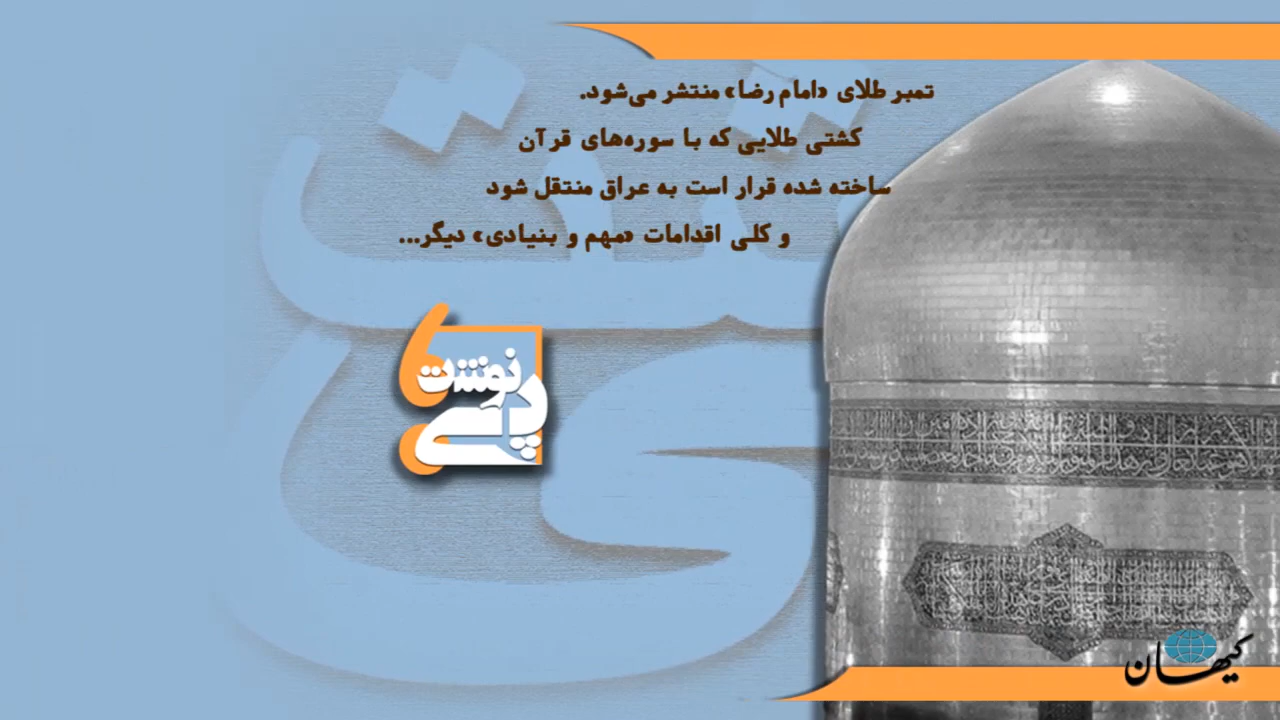 تمبر طلای «امام رضا» منتشر می‌شود.
کشتی طلایی که با سوره‌های قرآن
ساخته شده قرار است به عراق منتقل شود
و کلی اقدامات «مهم و بنیادی» دیگر...
پی‌نوشت
کیهان